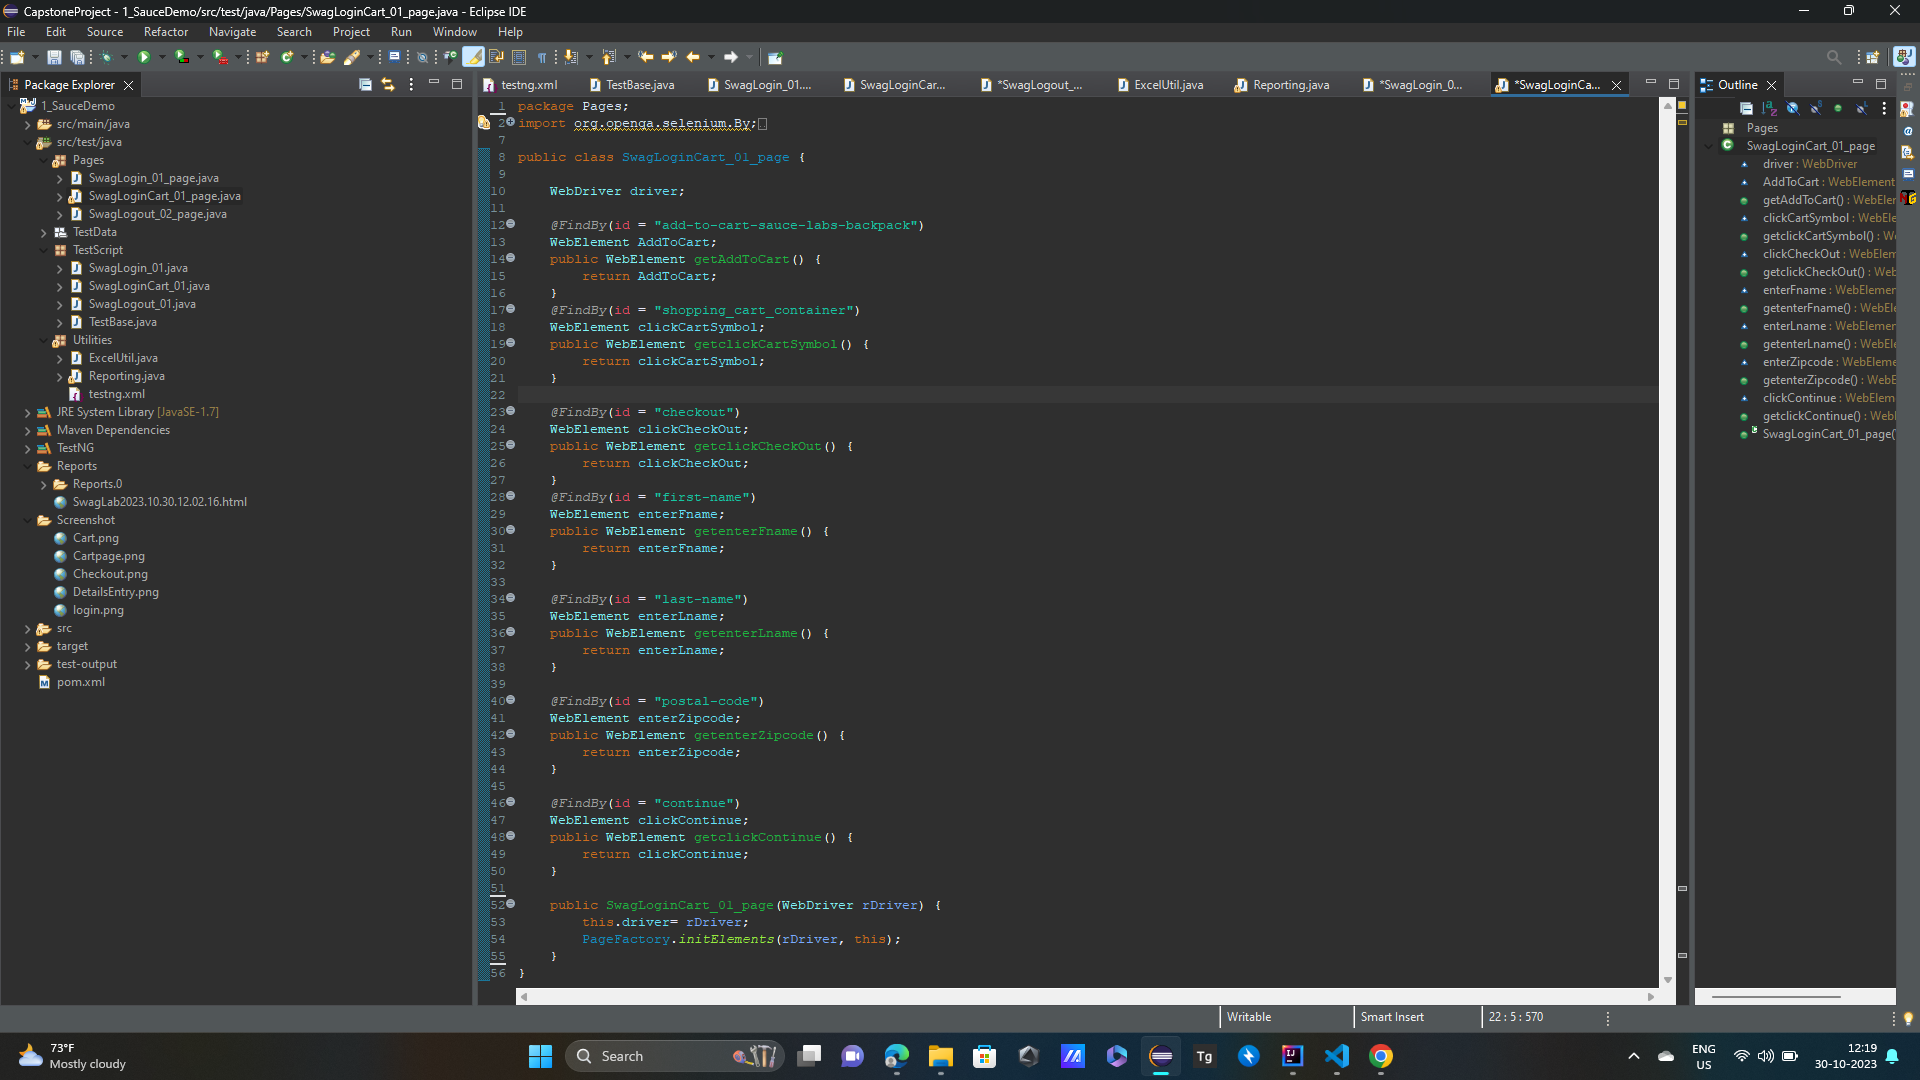 CapstoneProject - 1_SauceDemo/src/test/java/Pages/SwagLoginCart_01_page.java - Eclipse IDE
File Edit Source Refactor Navigate Search Project Run Window Help
Package Explorer
1_SauceDemo
src/main/java
src/test/java
Pages
SwagLogin_01_page.java
SwagLoginCart_01_page.java
SwagLogout_02_page.java
TestData
TestScript
SwagLogin_01.java
SwagLoginCart_01.java
SwagLogout_01.java
TestBase.java
Utilities
ExcelUtil.java
Reporting.java
testng.xml
JRE System Library [JavaSE-1.7]
Maven Dependencies
TestNG
Reports
Reports.0
SwagLab2023.10.30.12.02.16.html
Screenshot
Cart.png
Cartpage.png
Checkout.png
DetailsEntry.png
login.png
src
target
test-output
pom.xml
testng.xml TestBase.java SwagLogin_01.... SwagLoginCar... *SwagLogout_... ExcelUtil.java Reporting.java *SwagLogin_0... *SwagLoginCa...
1 package Pages;
2 import org.openqa.selenium.By;
7
8 public class SwagLoginCart_01_page {
9
10 WebDriver driver;
11
12 @FindBy(id = "add-to-cart-sauce-labs-backpack")
13 WebElement AddToCart;
14 public WebElement getAddToCart() {
15 return AddToCart;
16 }
17 @FindBy(id = "shopping_cart_container")
18 WebElement clickCartSymbol;
19 public WebElement getclickCartSymbol() {
20 return clickCartSymbol;
21 }
22
23 @FindBy(id = "checkout")
24 WebElement clickCheckOut;
25 public WebElement getclickCheckOut() {
26 return clickCheckOut;
27 }
28 @FindBy(id = "first-name")
29 WebElement enterFname;
30 public WebElement getenterFname() {
31 return enterFname;
32 }
33
34 @FindBy(id = "last-name")
35 WebElement enterLname;
36 public WebElement getenterLname() {
37 return enterLname;
38 }
39
40 @FindBy(id = "postal-code")
41 WebElement enterZipcode;
42 public WebElement getenterZipcode() {
43 return enterZipcode;
44 }
45
46 @FindBy(id = "continue")
47 WebElement clickContinue;
48 public WebElement getclickContinue() {
49 return clickContinue;
50 }
51
52 public SwagLoginCart_01_page(WebDriver rDriver) {
53 this.driver= rDriver;
54 PageFactory.initElements(rDriver, this);
55 }
56 }
Outline
Pages
SwagLoginCart_01_page
driver : WebDriver
AddToCart : WebElement
getAddToCart() : WebEler
clickCartSymbol : WebEle
getclickCartSymbol() : W
clickCheckOut : WebElem
getclickCheckOut() : Web
enterFname : WebElemer
getenterFname() : WebEl
enterLname : WebElemer
getenterLname() : WebEl
enterZipcode : WebEleme
getenterZipcode() : WebE
clickContinue : WebElem
getclickContinue() : Webl
SwagLoginCart_01_page(
Writable Smart Insert 22 : 5 : 570
73°F
Mostly cloudy
Search
Tg
ENG
US
12:19
30-10-2023